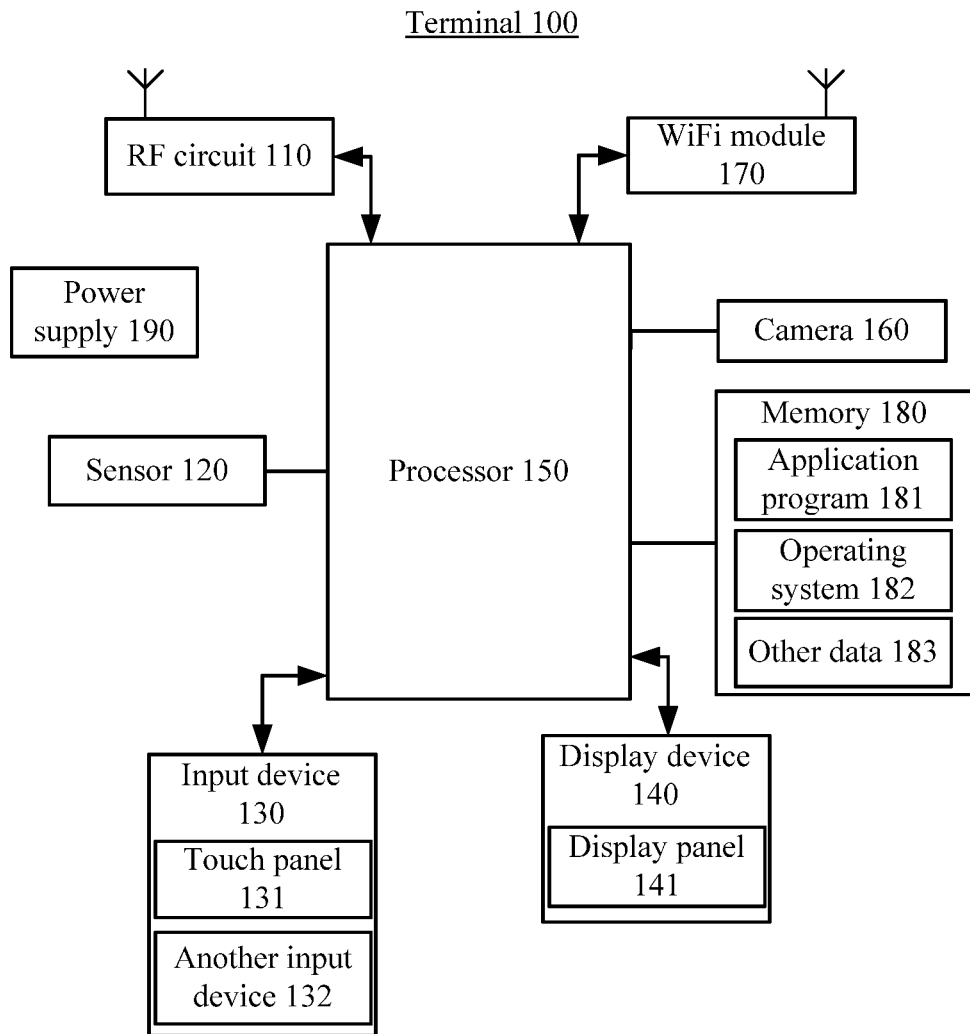 Terminal 100
RF circuit 110
WiFi module
170
Power
supply 190
Camera 160
Sensor 120
Processor 150
Memory 180
Application
program 181
Operating
system 182
Other data 183
Input device
130
Touch panel
131
Another input
device 132
Display device
140
Display panel
141